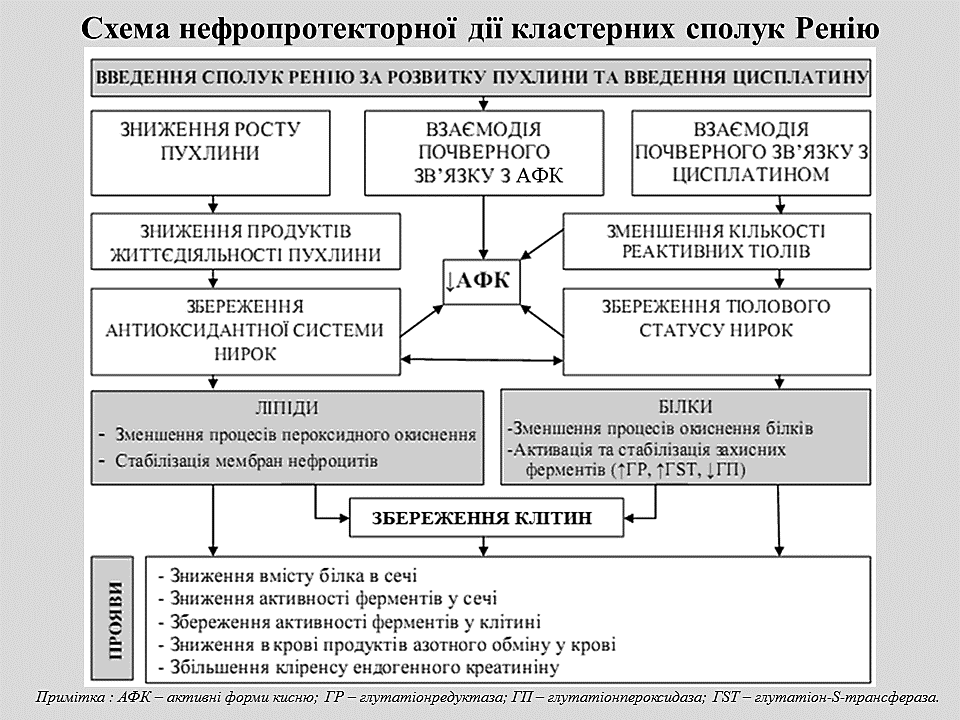 Схема нефропротекторної дії кластерних сполук Ренію
ВВЕДЕННЯ СПОЛУК РЕНІЮ ЗА РОЗВИТКУ ПУХЛИНИ ТА ВВЕДЕННЯ ЦИСПЛАТИНУ
ЗНИЖЕННЯ РОСТУ
ПУХЛИНИ
ВЗАЄМОДІЯ
ПОЧВЕРНОГО
ЗВ’ЯЗКУ З АФК
ВЗАЄМОДІЯ
ПОЧВЕРНОГО ЗВ’ЯЗКУ З
ЦИСПЛАТИНОМ
ЗНИЖЕННЯ ПРОДУКТІВ
ЖИТТЄДІЯЛЬНОСТІ ПУХЛИНИ
ЗМЕНШЕННЯ КІЛЬКОСТІ
РЕАКТИВНИХ ТІОЛІВ
↓АФК
ЗБЕРЕЖЕННЯ
АНТИОКСИДАНТНОЇ СИСТЕМИ
НИРОК
ЗБЕРЕЖЕННЯ ТІОЛОВОГО
СТАТУСУ НИРОК
ЛІПІДИ
- Зменшення процесів пероксидного окиснення
- Стабілізація мембран нефроцитів
БІЛКИ
-Зменшення процесів окиснення білків
-Активація та стабілізація захисних
ферментів (↑ГР, ↑ГST, ↓ГП)
ЗБЕРЕЖЕННЯ КЛІТИН
ПРОЯВИ
- Зниження вмісту білка в сечі
- Зниження активності ферментів у сечі
- Збереження активності ферментів у клітині
- Зниження в крові продуктів азотного обміну у крові
- Збільшення кліренсу ендогенного креатиніну
Примітка : АФК – активні форми кисню; ГР – глутатіонредуктаза; ГП – глутатіонпероксидаза; ГST – глутатіон-S-трансфераза.